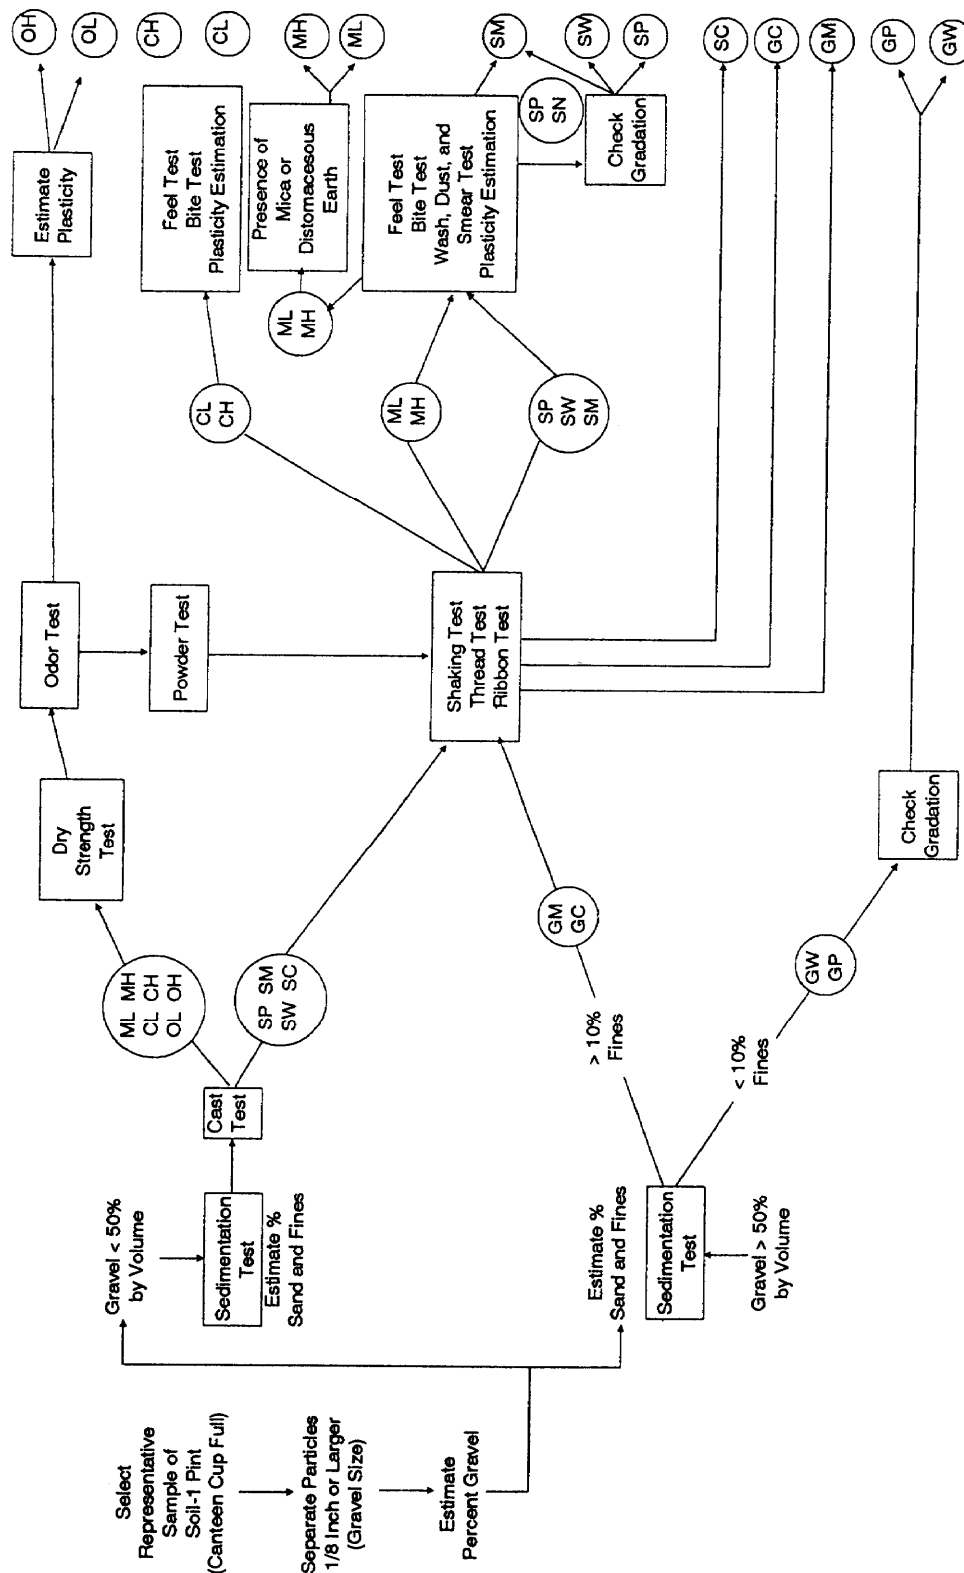 Select
Representative
Sample of
Soil-1 Pint
(Canteen Cup Full)
Separate Particles
1/8 Inch or Larger
(Gravel Size)
Estimate
Percent Gravel
Gravel < 50%
by Volume
Sedimentation
Test
Estimate %
Sand and Fines
Cast
Test
ML MH
CL CH
OL OH
SP SM
SW SC
Dry
Strength
Test
Odor Test
Powder Test
Estimate
Plasticity
OH
OL
Estimate %
Sand and Fines
Sedimentation
Test
Gravel > 50%
by Volume
> 10%
Fines
< 10%
Fines
GM
GC
GW
GP
Check
Gradation
Shaking Test
Thread Test
Ribbon Test
CL
CH
ML
MH
SP
SW
SM
Feel Test
Bite Test
Plasticity Estimation
CH
CL
ML
MH
Presence of
Mica or
Distomacesous
Earth
MH
ML
Feel Test
Bite Test
Wash, Dust, and
Smear Test
Plasticity Estimation
SP
SN
Check
Gradation
SM
SW
SP
SC
GC
GM
GP
GW